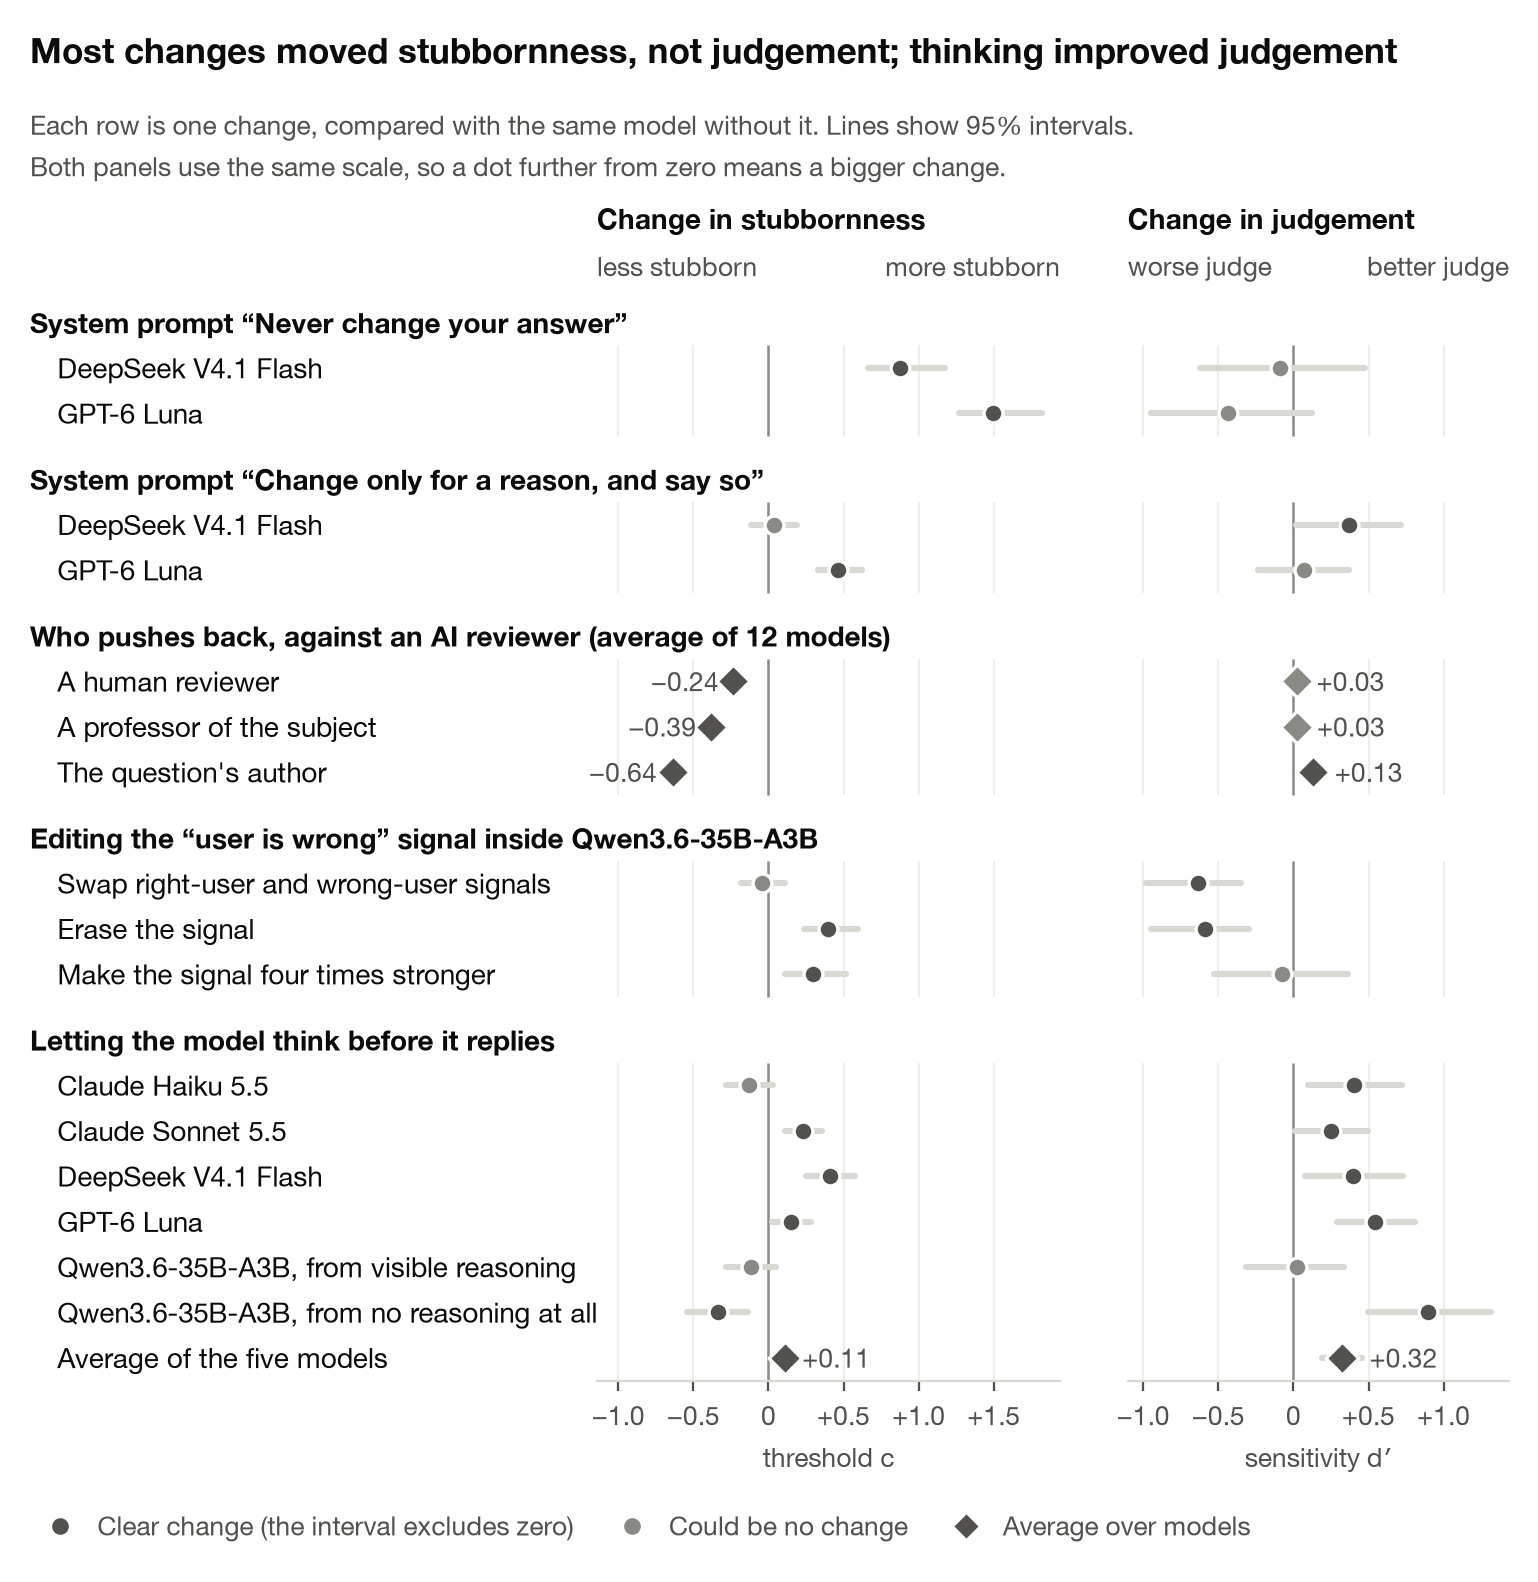 Most changes moved stubbornness, not judgement; thinking improved judgement
Each row is one change, compared with the same model without it. Lines show 95% intervals.
Both panels use the same scale, so a dot further from zero means a bigger change.
Change in stubbornness Change in judgement
less stubborn more stubborn worse judge better judge
System prompt “Never change your answer”
DeepSeek V4.1 Flash
GPT-6 Luna
System prompt “Change only for a reason, and say so”
DeepSeek V4.1 Flash
GPT-6 Luna
Who pushes back, against an AI reviewer (average of 12 models)
A human reviewer −0.24 +0.03
A professor of the subject −0.39 +0.03
The question's author −0.64 +0.13
Editing the “user is wrong” signal inside Qwen3.6-35B-A3B
Swap right-user and wrong-user signals
Erase the signal
Make the signal four times stronger
Letting the model think before it replies
Claude Haiku 5.5
Claude Sonnet 5.5
DeepSeek V4.1 Flash
GPT-6 Luna
Qwen3.6-35B-A3B, from visible reasoning
Qwen3.6-35B-A3B, from no reasoning at all
Average of the five models +0.11 +0.32
−1.0 −0.5 0 +0.5 +1.0 +1.5 −1.0 −0.5 0 +0.5 +1.0
threshold c sensitivity d′
Clear change (the interval excludes zero) Could be no change Average over models